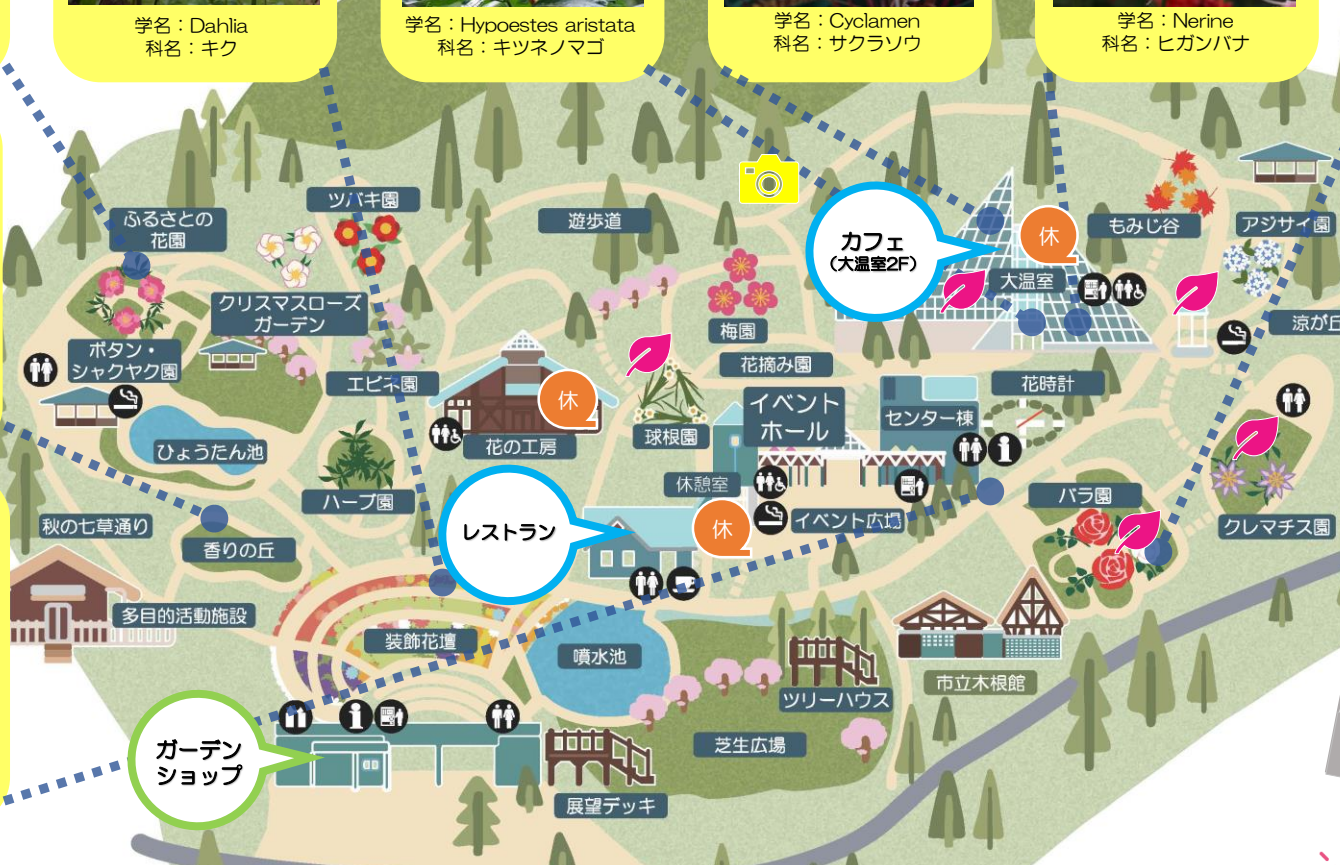 学名：Dahlia
科名：キク
学名：Hypoestes aristata
科名：キツネノマゴ
学名：Cyclamen
科名：サクラソウ
学名：Nerine
科名：ヒガンバナ
ツバキ園
ふるさとの
花園
遊歩道
カフェ
（大温室2F）
休
もみじ谷
アジサイ園
大温室
クリスマスローズ
ガーデン
梅園
涼が丘
ボタン・
シャクヤク園
エビネ園
花摘み園
花時計
休
イベント
ホール
センター棟
球根園
花の工房
ひょうたん池
休憩室
ハーブ園
バラ園
秋の七草通り
レストラン
休
イベント広場
クレマチス園
香りの丘
多目的活動施設
装飾花壇
噴水池
市立木根館
ツリーハウス
ガーデン
ショップ
芝生広場
展望デッキ